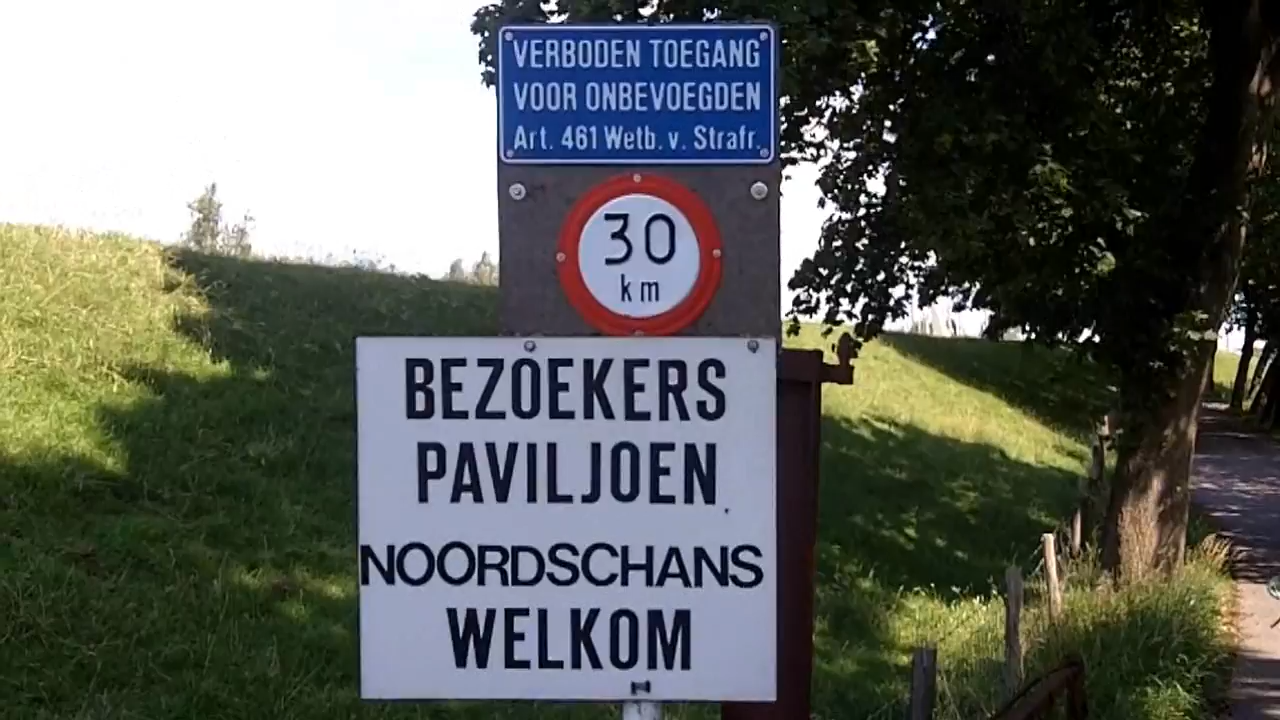 VERBODEN TOEGANG
VOOR ONBEVOEGDEN
Art. 461 Wetb. v. Strafr.
30
km
BEZOEKERS
PAVILJOEN
NOORDSCHANS
WELKOM